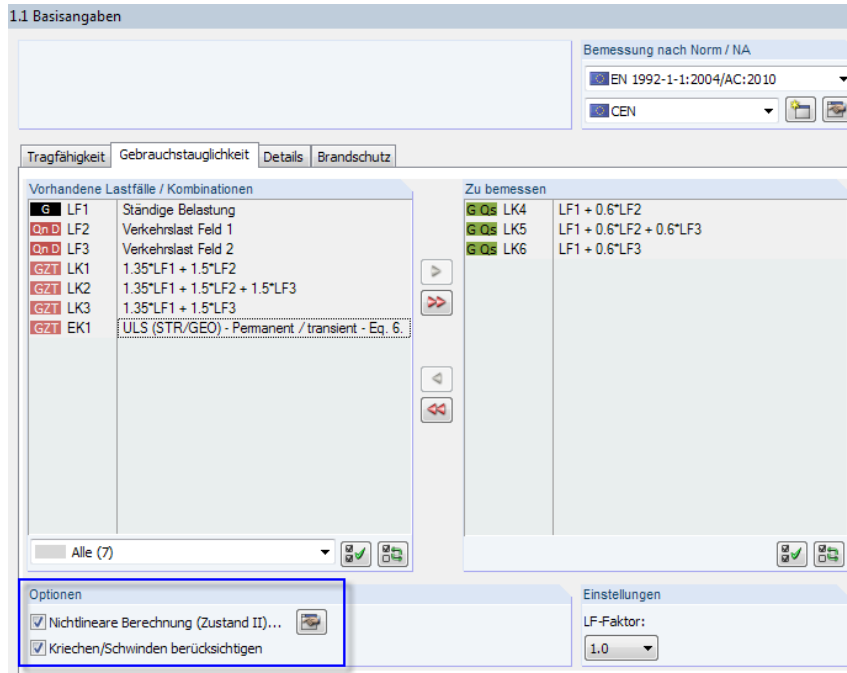 1.1 Basisangaben
Bemessung nach Norm / NA
EN 1992-1-1:2004/AC:2010
CEN
Tragfähigkeit Gebrauchstauglichkeit Details Brandschutz
Vorhandene Lastfälle / Kombinationen
G LF1 Ständige Belastung
Qn D LF2 Verkehrslast Feld 1
Qn D LF3 Verkehrslast Feld 2
GZT LK1 1.35*LF1 + 1.5*LF2
GZT LK2 1.35*LF1 + 1.5*LF2 + 1.5*LF3
GZT LK3 1.35*LF1 + 1.5*LF3
GZT EK1 ULS (STR/GEO) - Permanent / transient - Eq. 6.
Alle (7)
Zu bemessen
G Qs LK4 LF1 + 0.6*LF2
G Qs LK5 LF1 + 0.6*LF2 + 0.6*LF3
G Qs LK6 LF1 + 0.6*LF3
Optionen
Nichtlineare Berechnung (Zustand II)...
Kriechen/Schwinden berücksichtigen
Einstellungen
LF-Faktor:
1.0